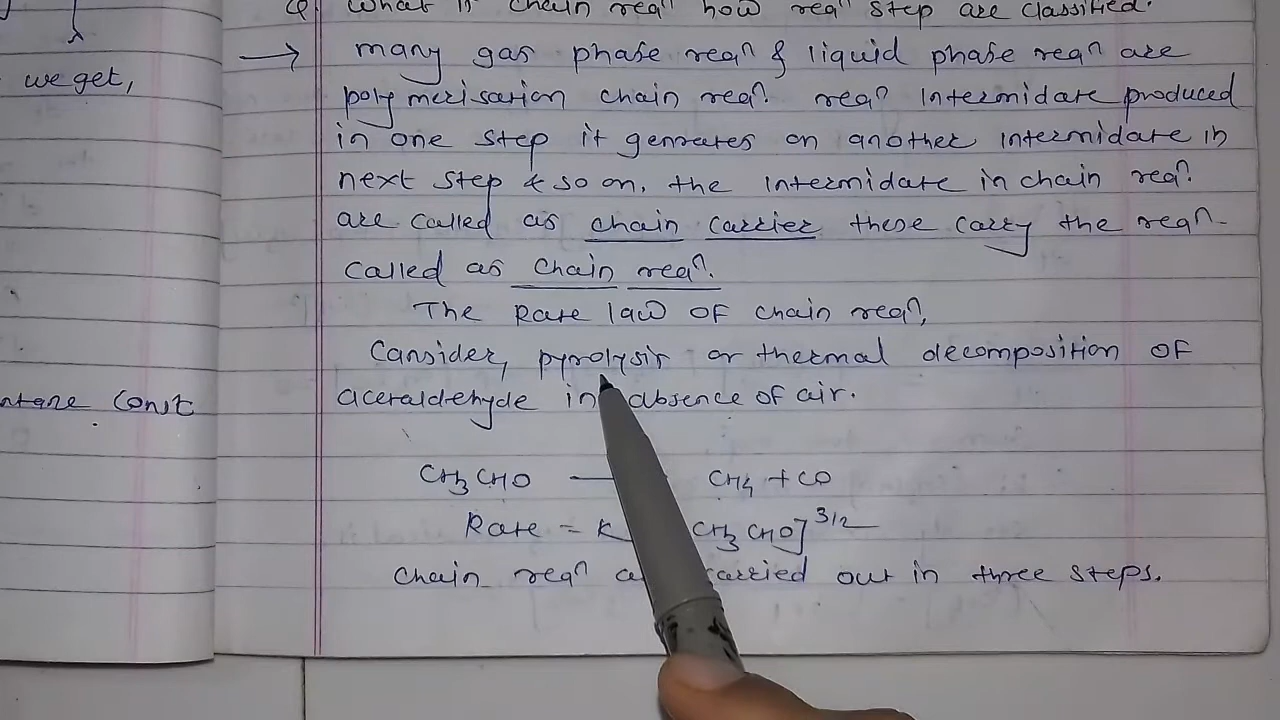 we get,
Const
Q. What is chain reaⁿ how reaⁿ step are classified.
→ many gas phase reaⁿ & liquid phase reaⁿ are
polymerisation chain reaⁿ. reaⁿ Intermidate produced
in one step it genrates on another intermidate in
next step & so on. the intermidate in chain reaⁿ.
are called as chain carrier these carry the reaⁿ-
called as chain reaⁿ.
The Rate law OF chain reaⁿ,
Cansider, pyrolysis or thermal decomposition OF
acetaldehyde in absence of air.
CH3CHO — CH4 + CO
Rate = K CH3CHO]^3/2
chain reaⁿ carried out in three steps.